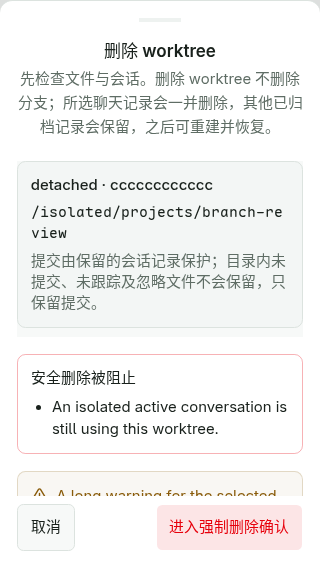 删除 worktree
先检查文件与会话。删除 worktree 不删除
分支；所选聊天记录会一并删除，其他已归
档记录会保留，之后可重建并恢复。
detached · cccccccccccc
/isolated/projects/branch-re
view
提交由保留的会话记录保护；目录内未
提交、未跟踪及忽略文件不会保留，只
保留提交。
安全删除被阻止
• An isolated active conversation is
still using this worktree.
A long warning for the selected
取消
进入强制删除确认